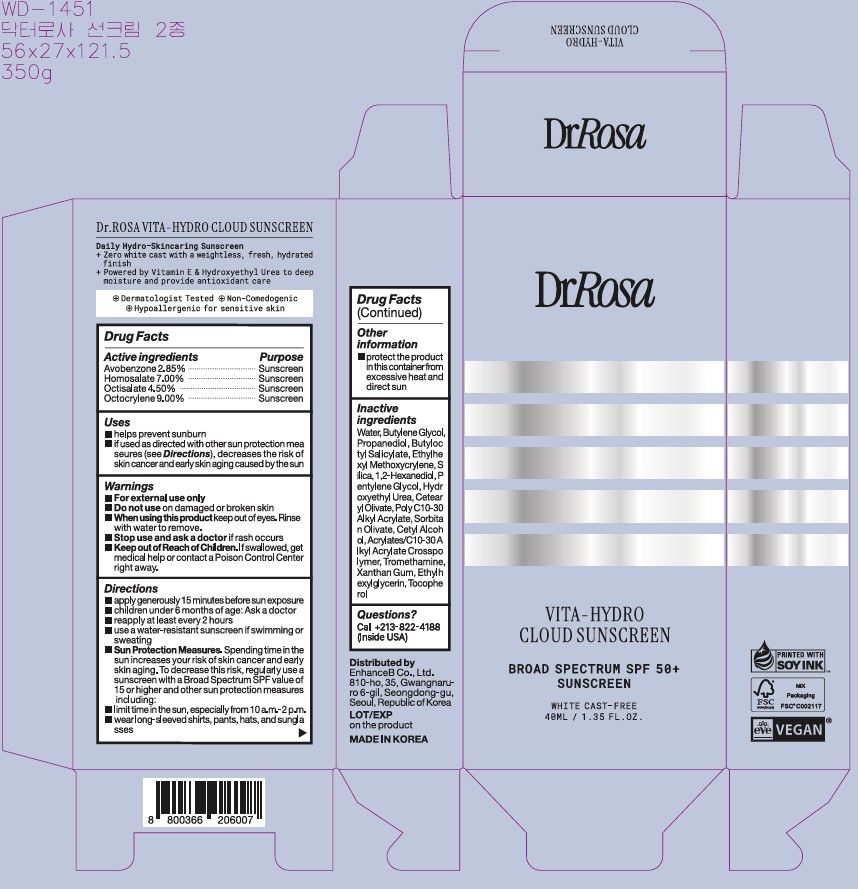 WD-1451
닥터로사 선크림 2종
56x27x121.5
350g
VITA-HYDRO
CLOUD SUNSCREEN
DrRosa
Dr.ROSA VITA-HYDRO CLOUD SUNSCREEN
Daily Hydro-Skincaring Sunscreen
+ Zero white cast with a weightless, fresh, hydrated
finish
+ Powered by Vitamin E & Hydroxyethyl Urea to deep
moisture and provide antioxidant care
⊕ Dermatologist Tested ⊕ Non-Comedogenic
⊕ Hypoallergenic for sensitive skin
Drug Facts
Active ingredients Purpose
Avobenzone 2.85% Sunscreen
Homosalate 7.00% Sunscreen
Octisalate 4.50% Sunscreen
Octocrylene 9.00% Sunscreen
Uses
■ helps prevent sunburn
■ if used as directed with other sun protection mea
seures (see Directions), decreases the risk of
skin cancer and early skin aging caused by the sun
Warnings
■ For external use only
■ Do not use on damaged or broken skin
■ When using this product keep out of eyes. Rinse
with water to remove.
■ Stop use and ask a doctor if rash occurs
■ Keep out of Reach of Children. If swallowed, get
medical help or contact a Poison Control Center
right away.
Directions
■ apply generously 15 minutes before sun exposure
■ children under 6 months of age: Ask a doctor
■ reapply at least every 2 hours
■ use a water-resistant sunscreen if swimming or
sweating
■ Sun Protection Measures. Spending time in the
sun increases your risk of skin cancer and early
skin aging. To decrease this risk, regularly use a
sunscreen with a Broad Spectrum SPF value of
15 or higher and other sun protection measures
including:
■ limit time in the sun, especially from 10 a.m.-2 p.m.
■ wear long-sleeved shirts, pants, hats, and sungla
sses
8 800366 206007
Drug Facts
(Continued)
Other
information
■ protect the product
in this container from
excessive heat and
direct sun
Inactive
ingredients
Water, Butylene Glycol,
Propanediol, Butyloc
tyl Salicylate, Ethylhe
xyl Methoxycrylene, S
ilica, 1,2-Hexanediol, P
entylene Glycol, Hydr
oxyethyl Urea, Cetear
yl Olivate, Poly C10-30
Alkyl Acrylate, Sorbita
n Olivate, Cetyl Alcoho
l, Acrylates/C10-30 A
lkyl Acrylate Crosspo
lymer, Tromethamine,
Xanthan Gum, Ethylh
exylglycerin, Tocophe
rol
Questions?
Cal +213-822-4188
(inside USA)
Distributed by
EnhanceB Co., Ltd.
810-ho, 35, Gwangnaru-
ro 6-gil, Seongdong-gu,
Seoul, Republic of Korea
LOT/EXP
on the product
MADE IN KOREA
DrRosa
VITA-HYDRO
CLOUD SUNSCREEN
BROAD SPECTRUM SPF 50+
SUNSCREEN
WHITE CAST-FREE
40ML / 1.35 FL.OZ.
PRINTED WITH
SOY INK™
FSC
MIX
Packaging
FSC® C002117
eve VEGAN®